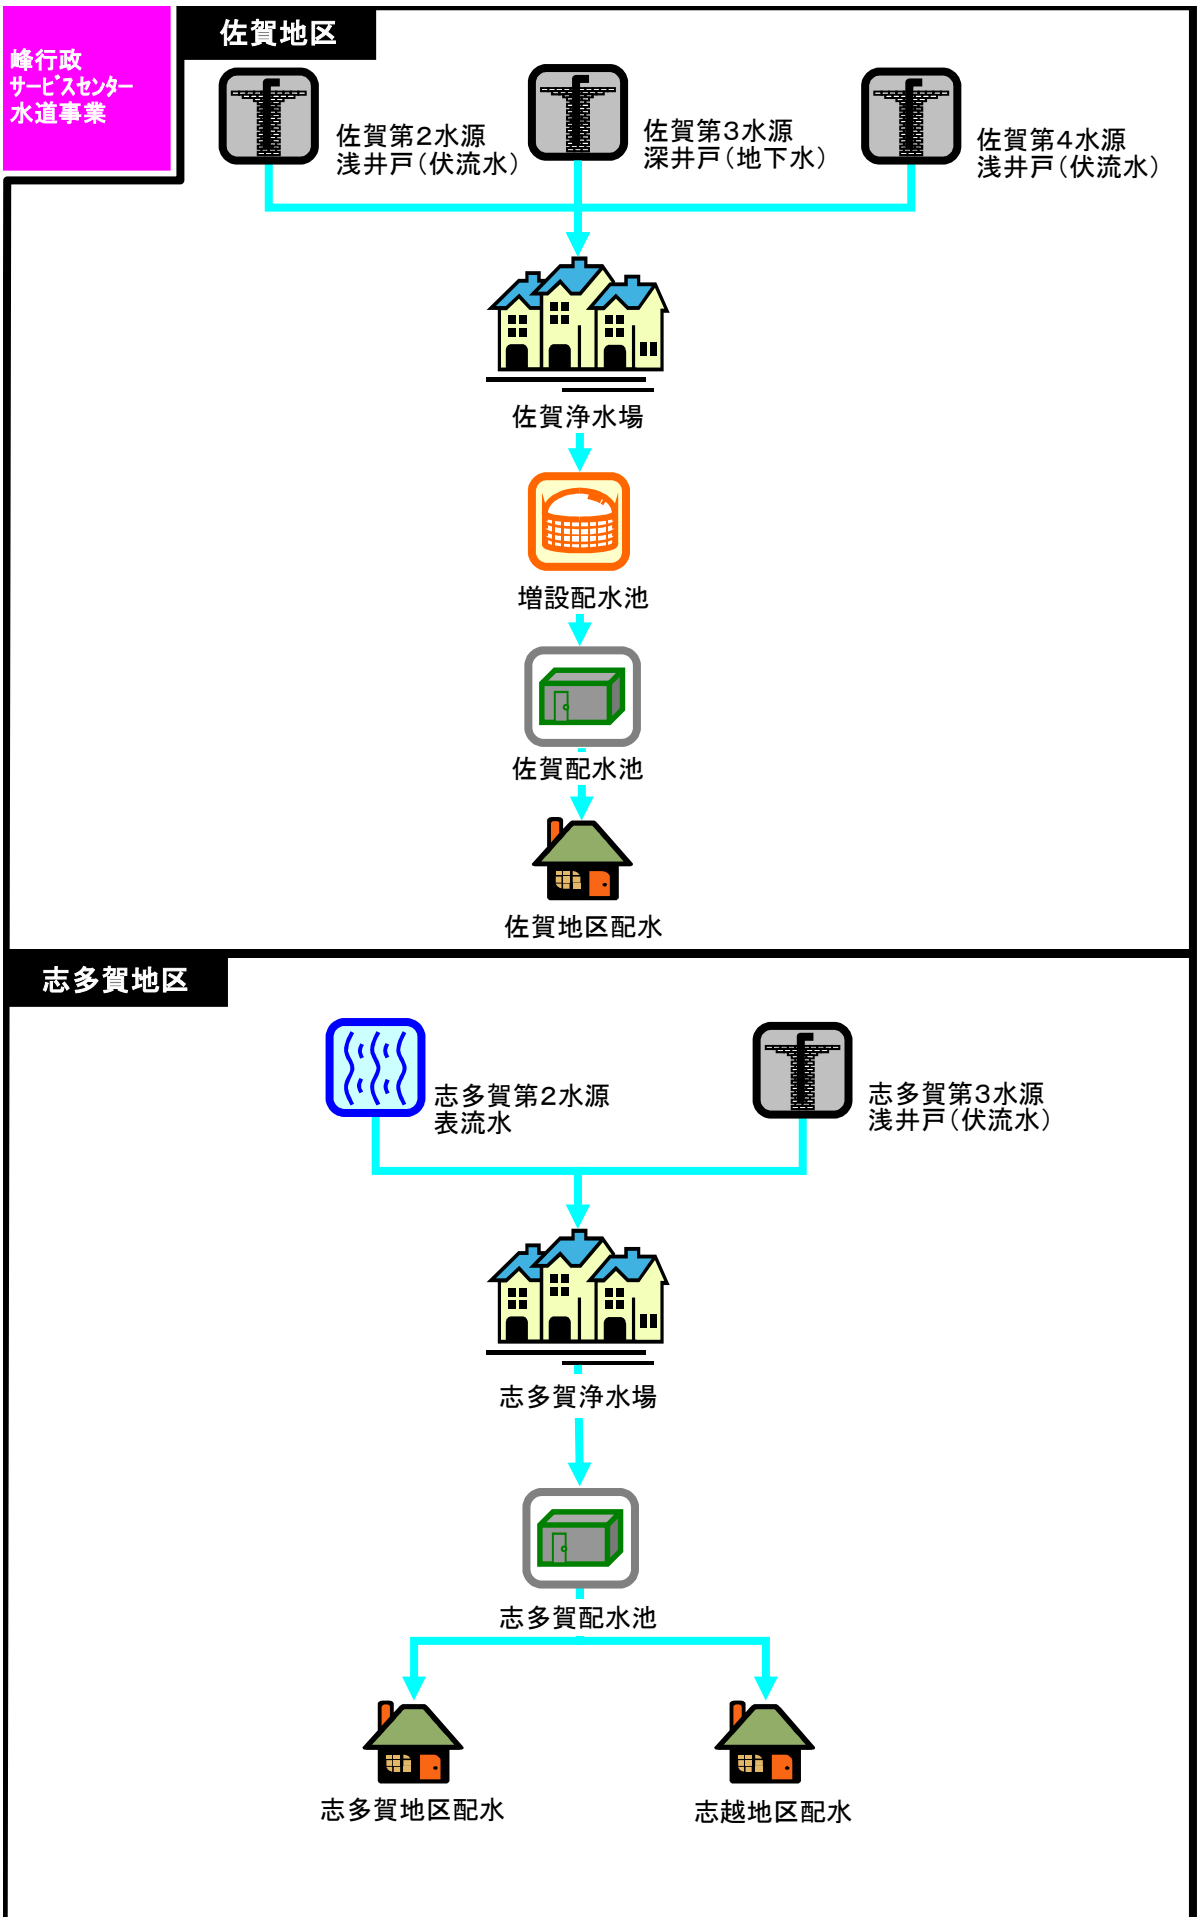 峰行政
サービスセンター
水道事業
佐賀地区
佐賀第2水源
浅井戸(伏流水)
佐賀第3水源
深井戸(地下水)
佐賀第4水源
浅井戸(伏流水)
佐賀浄水場
増設配水池
佐賀配水池
佐賀地区配水
志多賀地区
志多賀第2水源
表流水
志多賀第3水源
浅井戸(伏流水)
志多賀浄水場
志多賀配水池
志多賀地区配水
志越地区配水